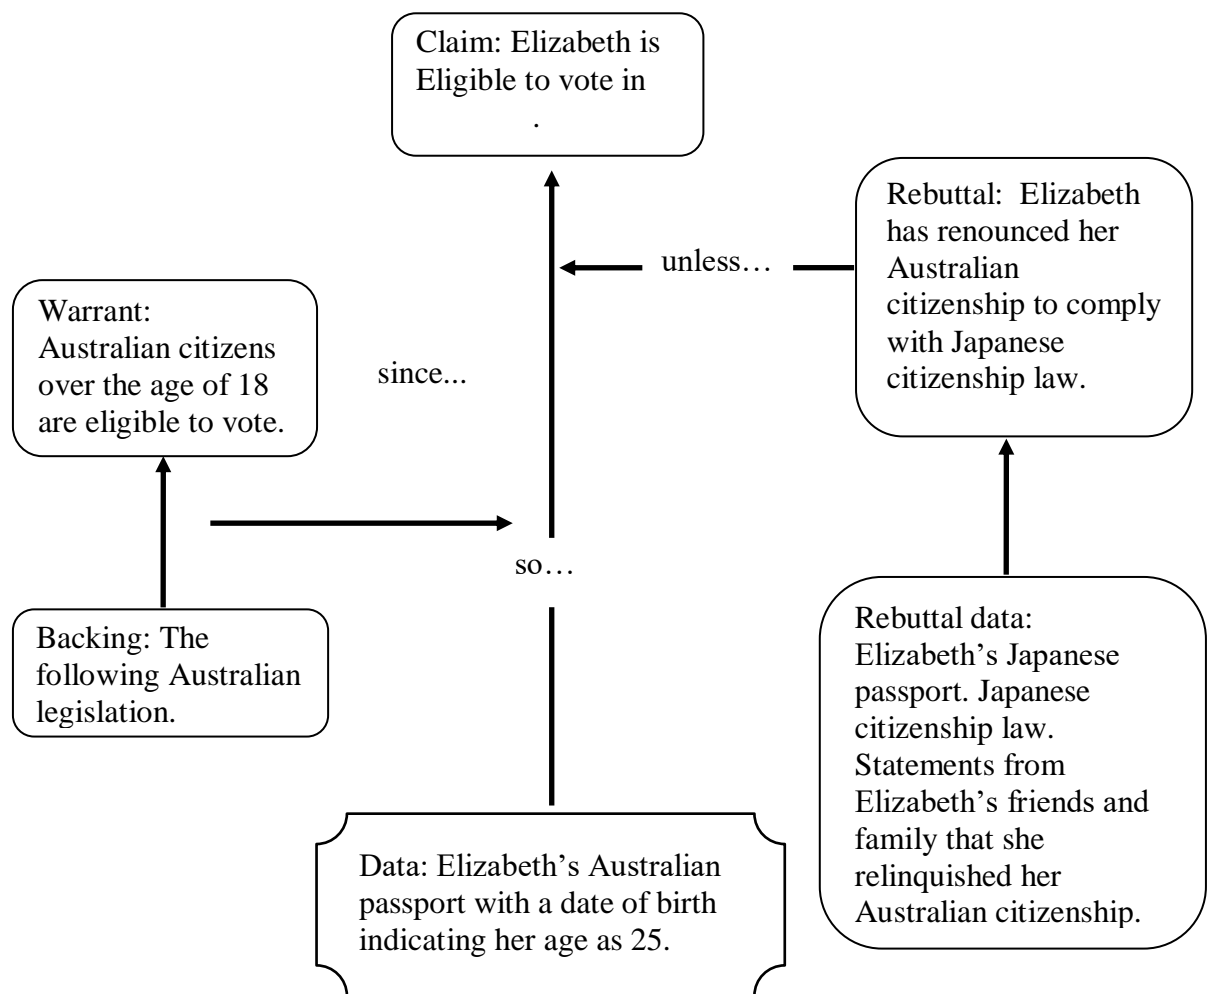 Claim: Elizabeth is
Eligible to vote in
.
Rebuttal: Elizabeth
has renounced her
Australian
citizenship to comply
with Japanese
citizenship law.
unless…
Warrant:
Australian citizens
over the age of 18
are eligible to vote.
since...
so…
Backing: The
following Australian
legislation.
Rebuttal data:
Elizabeth’s Japanese
passport. Japanese
citizenship law.
Statements from
Elizabeth’s friends and
family that she
relinquished her
Australian citizenship.
Data: Elizabeth’s Australian
passport with a date of birth
indicating her age as 25.